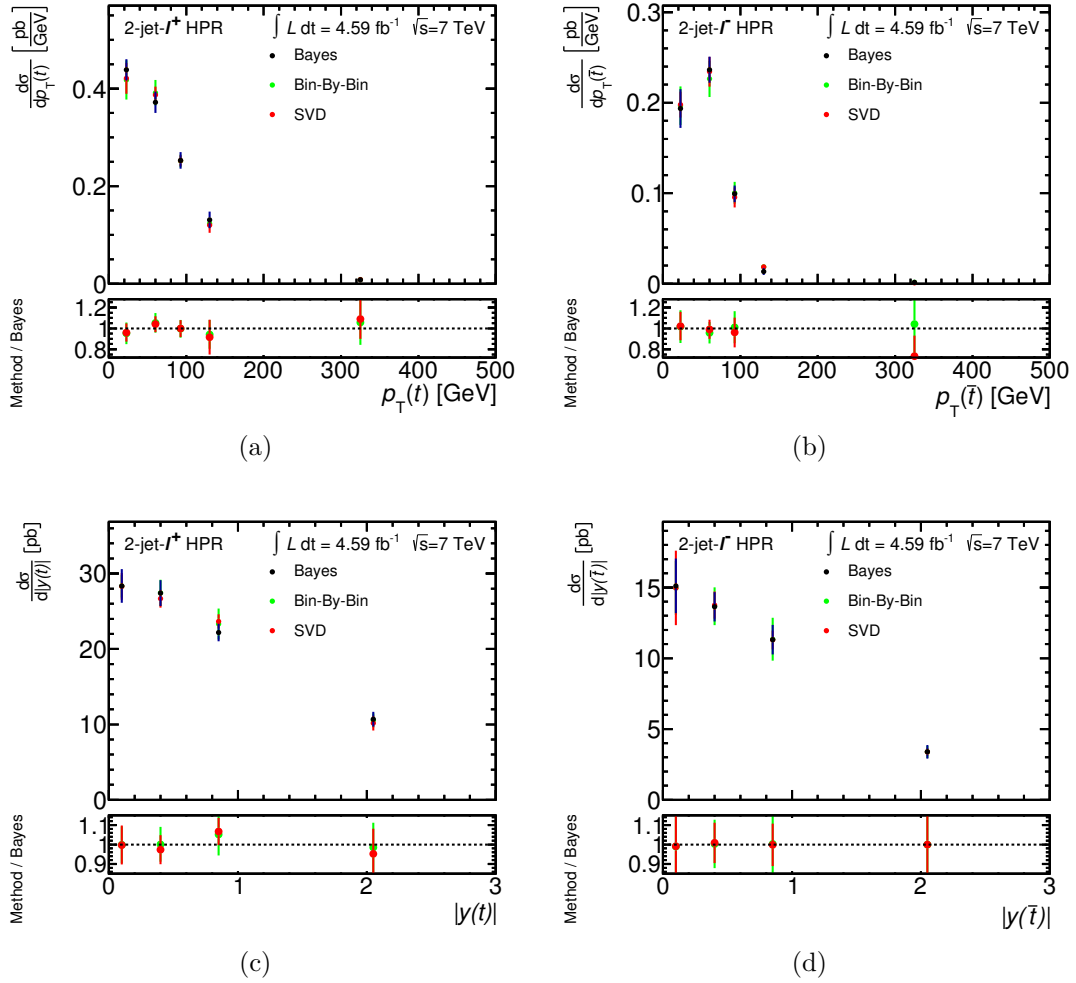 2-jet-l⁺ HPR ∫ L dt = 4.59 fb⁻¹ √s=7 TeV
dσ/dp_T(t) [pb/GeV]
Bayes
Bin-By-Bin
SVD
0.4
0.2
0
Method / Bayes
1.2
1
0.8
0 100 200 300 400 500
p_T(t) [GeV]
(a)
2-jet-l⁻ HPR ∫ L dt = 4.59 fb⁻¹ √s=7 TeV
dσ/dp_T(t̄) [pb/GeV]
Bayes
Bin-By-Bin
SVD
0.3
0.2
0.1
0
Method / Bayes
1.2
1
0.8
0 100 200 300 400 500
p_T(t̄) [GeV]
(b)
2-jet-l⁺ HPR ∫ L dt = 4.59 fb⁻¹ √s=7 TeV
dσ/d|y(t)| [pb]
Bayes
Bin-By-Bin
SVD
30
20
10
0
Method / Bayes
1.1
1
0.9
0 1 2 3
|y(t)|
(c)
2-jet-l⁻ HPR ∫ L dt = 4.59 fb⁻¹ √s=7 TeV
dσ/d|y(t̄)| [pb]
Bayes
Bin-By-Bin
SVD
15
10
5
0
Method / Bayes
1.1
1
0.9
0 1 2 3
|y(t̄)|
(d)